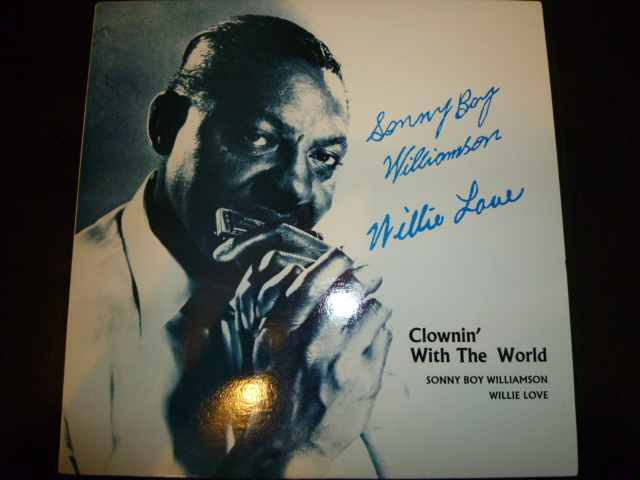 Sonny Boy
Williamson
Willie Love
Clownin'
With The World
SONNY BOY WILLIAMSON
WILLIE LOVE